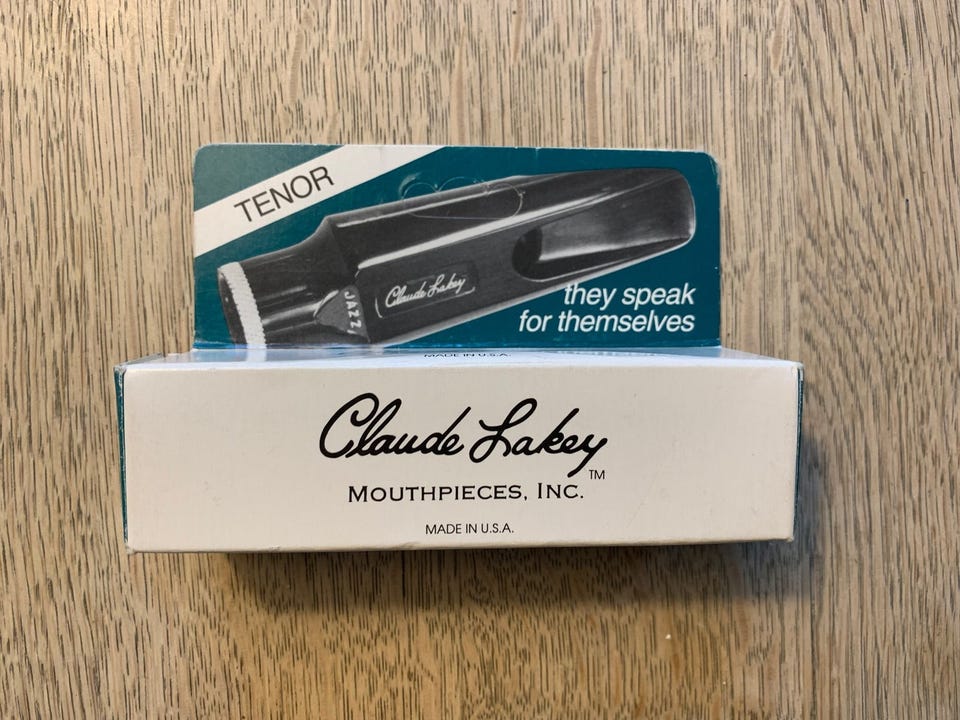 TENOR
Claude Lakey
JAZZ
they speak
for themselves
MADE IN U.S.A.
Claude Lakey
TM
MOUTHPIECES, INC.
MADE IN U.S.A.